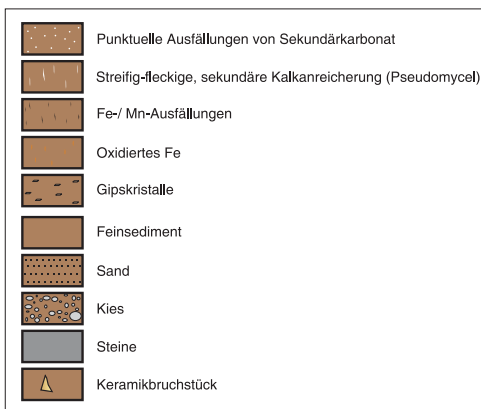 Punktuelle Ausfällungen von Sekundärkarbonat
Streifig-fleckige, sekundäre Kalkanreicherung (Pseudomycel)
Fe-/ Mn-Ausfällungen
Oxidiertes Fe
Gipskristalle
Feinsediment
Sand
Kies
Steine
Keramikbruchstück